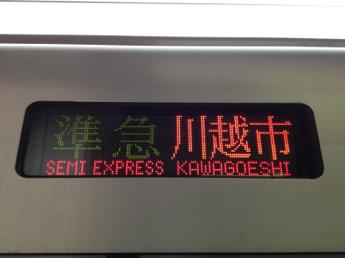 準急 川越市
SEMI EXPRESS KAWAGOESHI